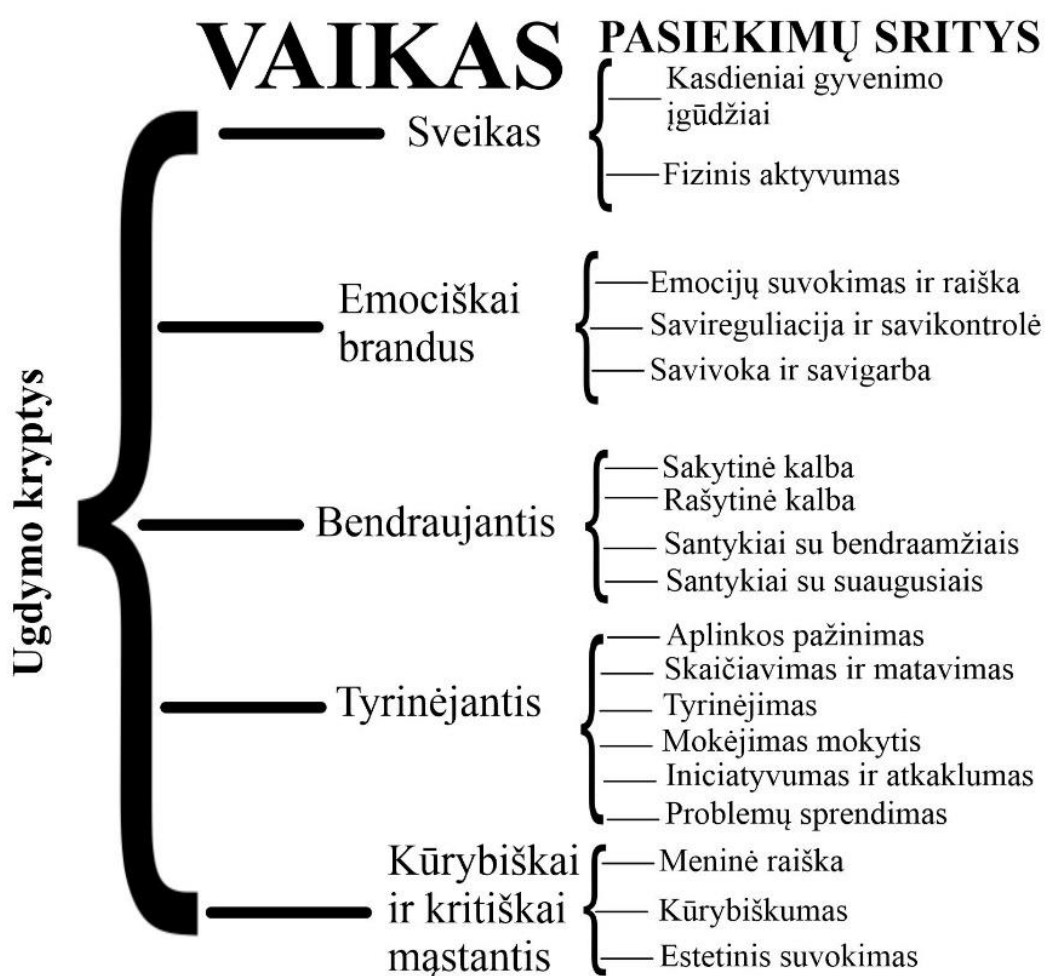 VAIKAS
PASIEKIMŲ SRITYS
Ugdymo kryptys
Sveikas
Kasdieniai gyvenimo
įgūdžiai
Fizinis aktyvumas
Emociškai
brandus
Emocijų suvokimas ir raiška
Savireguliacija ir savikontrolė
Savivoka ir savigarba
Bendraujantis
Sakytinė kalba
Rašytinė kalba
Santykiai su bendraamžiais
Santykiai su suaugusiais
Tyrinėjantis
Aplinkos pažinimas
Skaičiavimas ir matavimas
Tyrinėjimas
Mokėjimas mokytis
Iniciatyvumas ir atkaklumas
Problemų sprendimas
Kūrybiškai
ir kritiškai
mąstantis
Meninė raiška
Kūrybiškumas
Estetinis suvokimas